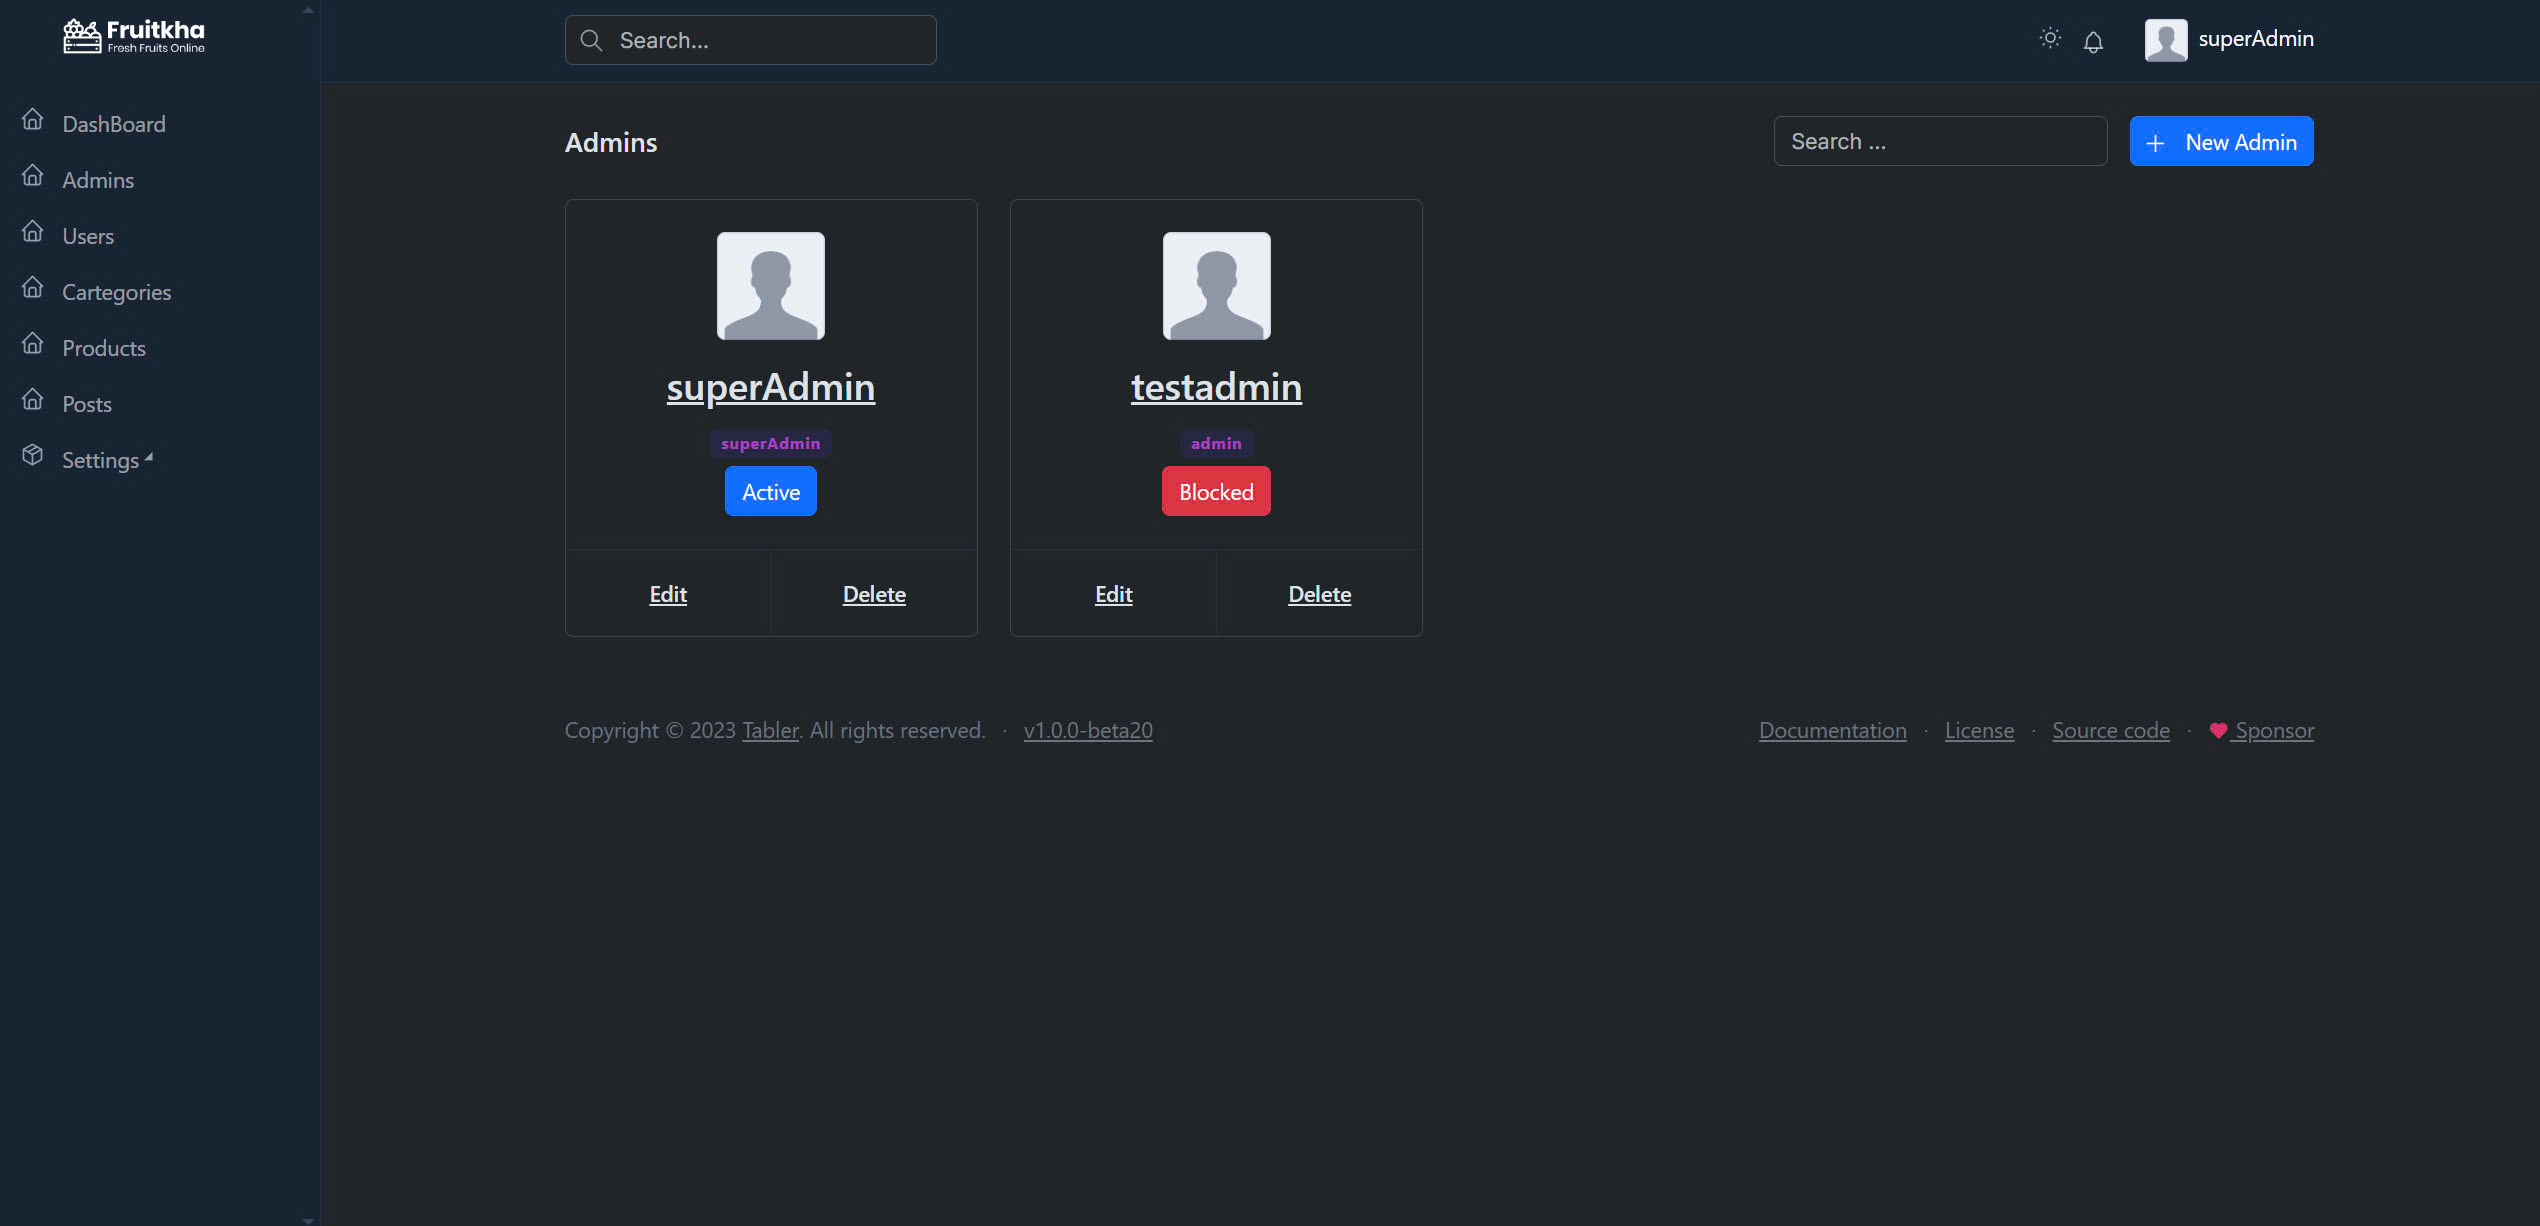 Fruitkha
Fresh Fruits Online
Search...
superAdmin
DashBoard
Admins
Users
Cartegories
Products
Posts
Settings
Admins
Search ...
New Admin
superAdmin
superAdmin
Active
Edit
Delete
testadmin
admin
Blocked
Edit
Delete
Copyright © 2023 Tabler. All rights reserved. · v1.0.0-beta20
Documentation · License · Source code · Sponsor